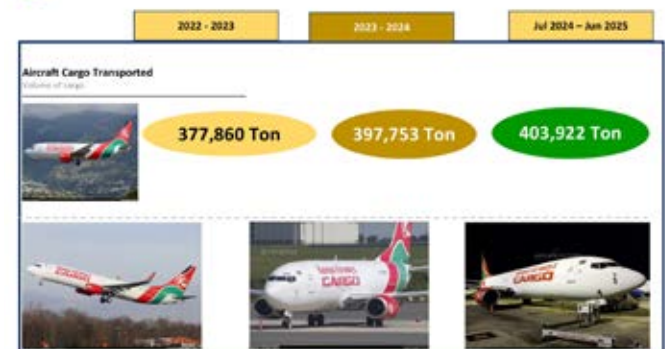 2022 - 2023
2023 - 2024
Jul 2024 – Jun 2025
Aircraft Cargo Transported
Volume of cargo
377,860 Ton
397,753 Ton
403,922 Ton
CARGO
CARGO